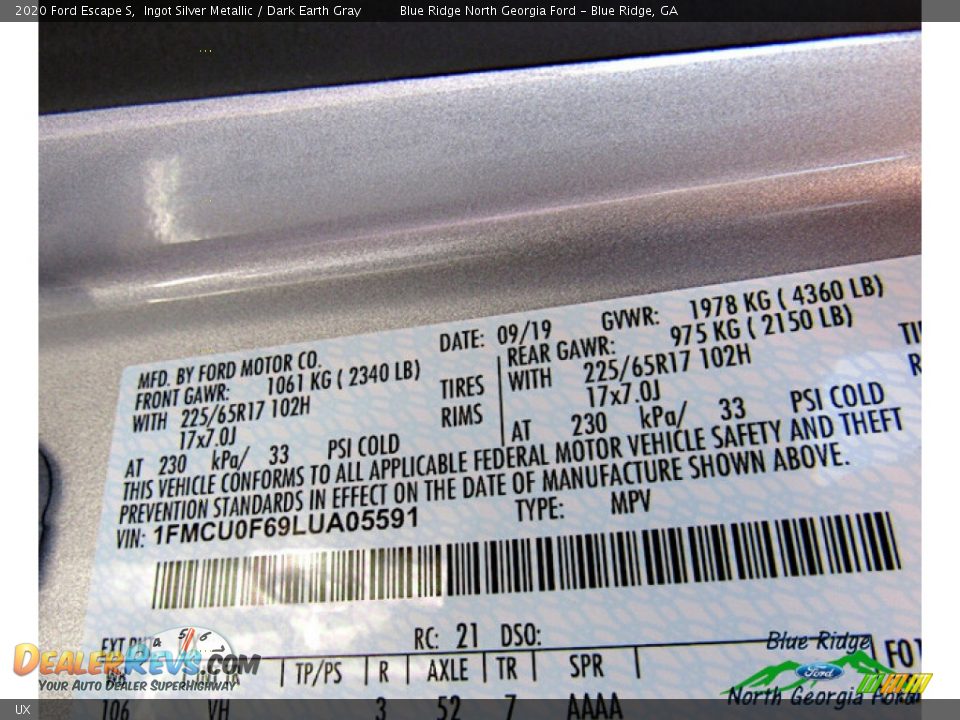 2020 Ford Escape S,  Ingot Silver Metallic / Dark Earth Gray    Blue Ridge North Georgia Ford - Blue Ridge, GA
MFD. BY FORD MOTOR CO. DATE: 09/19 GVWR: 1978 KG ( 4360 LB)
FRONT GAWR: 1061 KG ( 2340 LB) REAR GAWR: 975 KG ( 2150 LB)
WITH 225/65R17 102H TIRES WITH 225/65R17 102H
17x7.0J RIMS 17x7.0J
AT 230 kPa/ 33 PSI COLD AT 230 kPa/ 33 PSI COLD
THIS VEHICLE CONFORMS TO ALL APPLICABLE FEDERAL MOTOR VEHICLE SAFETY AND THEFT
PREVENTION STANDARDS IN EFFECT ON THE DATE OF MANUFACTURE SHOWN ABOVE.
VIN: 1FMCU0F69LUA05591 TYPE: MPV
RC: 21 DSO:
TP/PS R AXLE TR SPR
106 VH 3 52 7 AAAA
DealerRevs.com
Your Auto Dealer SuperHighway
Blue Ridge
Ford
North Georgia Ford
UX